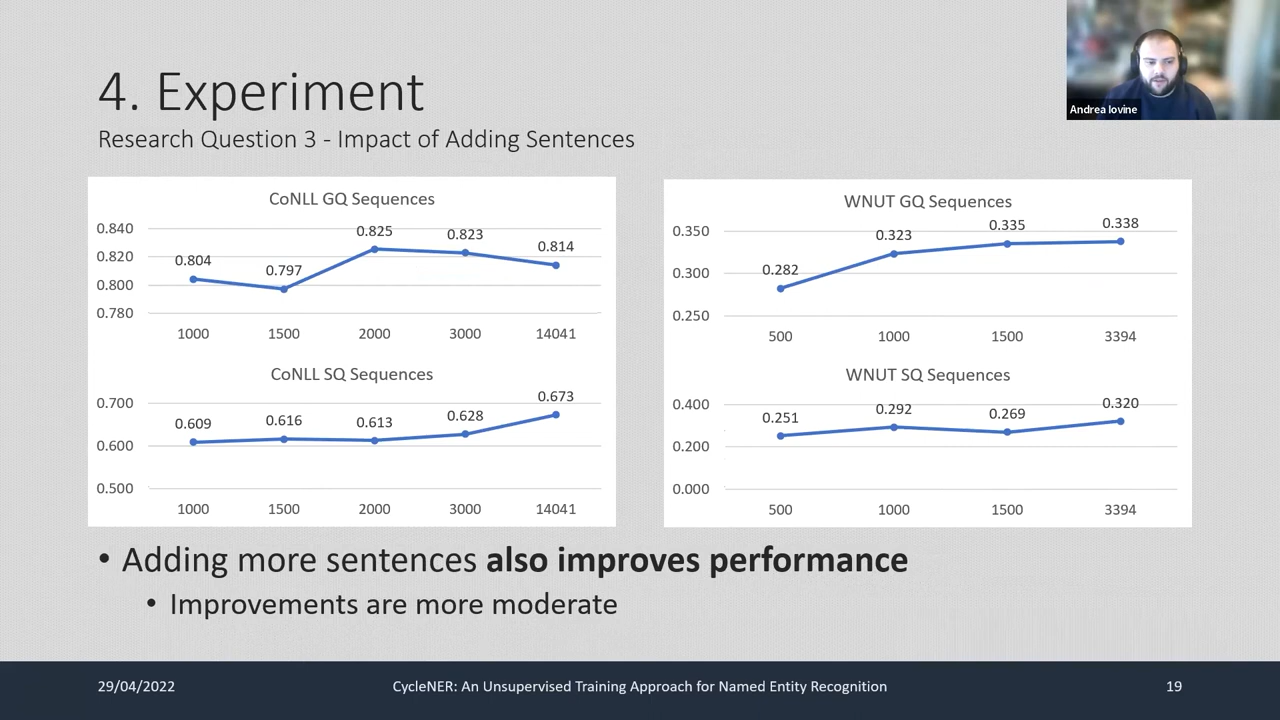 4. Experiment
Research Question 3 - Impact of Adding Sentences
Andrea Iovine
CoNLL GQ Sequences
0.840
0.820
0.800
0.780
0.804
0.797
0.825
0.823
0.814
1000 1500 2000 3000 14041
CoNLL SQ Sequences
0.700
0.600
0.500
0.609
0.616
0.613
0.628
0.673
1000 1500 2000 3000 14041
WNUT GQ Sequences
0.350
0.300
0.250
0.282
0.323
0.335
0.338
500 1000 1500 3394
WNUT SQ Sequences
0.400
0.200
0.000
0.251
0.292
0.269
0.320
500 1000 1500 3394
• Adding more sentences also improves performance
• Improvements are more moderate
29/04/2022 CycleNER: An Unsupervised Training Approach for Named Entity Recognition 19